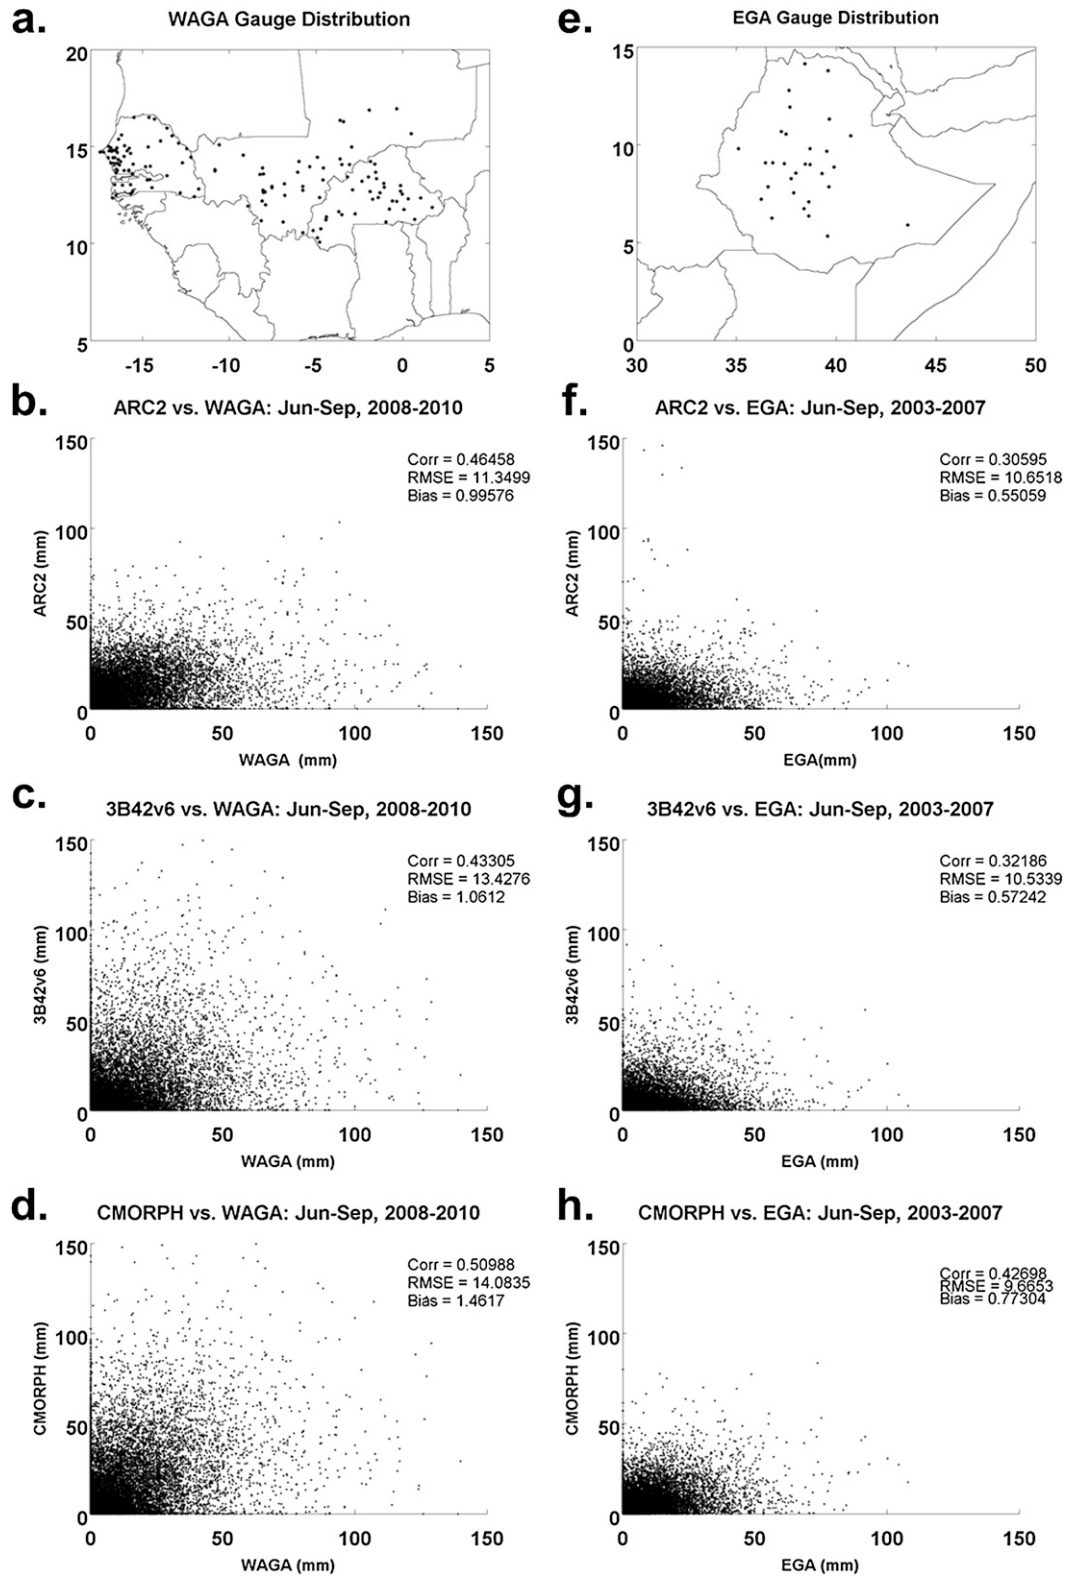 a.
WAGA Gauge Distribution
20
15
10
5
-15 -10 -5 0 5
e.
EGA Gauge Distribution
15
10
5
0
30 35 40 45 50
b.
ARC2 vs. WAGA: Jun-Sep, 2008-2010
Corr = 0.46458
RMSE = 11.3499
Bias = 0.99576
150
100
50
0
ARC2 (mm)
0 50 100 150
WAGA (mm)
f.
ARC2 vs. EGA: Jun-Sep, 2003-2007
Corr = 0.30595
RMSE = 10.6518
Bias = 0.55059
150
100
50
0
ARC2 (mm)
0 50 100 150
EGA(mm)
c.
3B42v6 vs. WAGA: Jun-Sep, 2008-2010
Corr = 0.43305
RMSE = 13.4276
Bias = 1.0612
150
100
50
0
3B42v6 (mm)
0 50 100 150
WAGA (mm)
g.
3B42v6 vs. EGA: Jun-Sep, 2003-2007
Corr = 0.32186
RMSE = 10.5339
Bias = 0.57242
150
100
50
0
3B42v6 (mm)
0 50 100 150
EGA (mm)
d.
CMORPH vs. WAGA: Jun-Sep, 2008-2010
Corr = 0.50988
RMSE = 14.0835
Bias = 1.4617
150
100
50
0
CMORPH (mm)
0 50 100 150
WAGA (mm)
h.
CMORPH vs. EGA: Jun-Sep, 2003-2007
Corr = 0.42698
RMSE = 9.6653
Bias = 0.77304
150
100
50
0
CMORPH (mm)
0 50 100 150
EGA (mm)